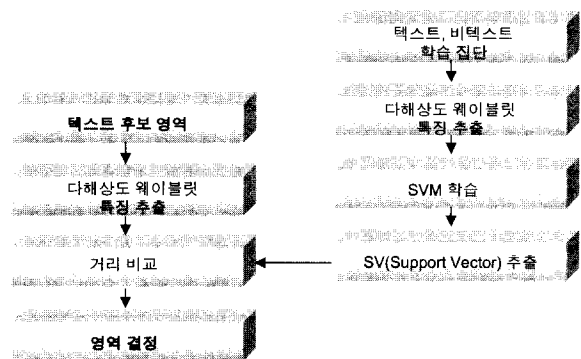 텍스트, 비텍스트
학습 집단
다해상도 웨이블릿
특징 추출
SVM 학습
SV(Support Vector) 추출
텍스트 후보 영역
다해상도 웨이블릿
특징 추출
거리 비교
영역 결정